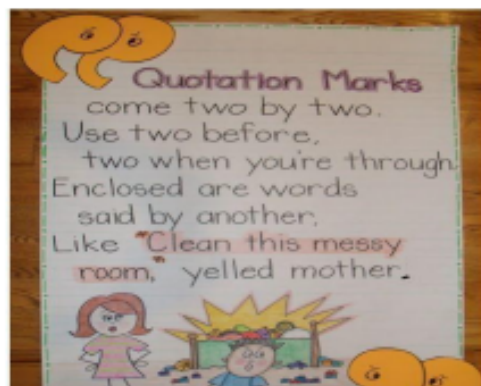 Quotation Marks
come two by two.
Use two before,
two when you're through.
Enclosed are words
said by another,
Like "Clean this messy
room," yelled mother.